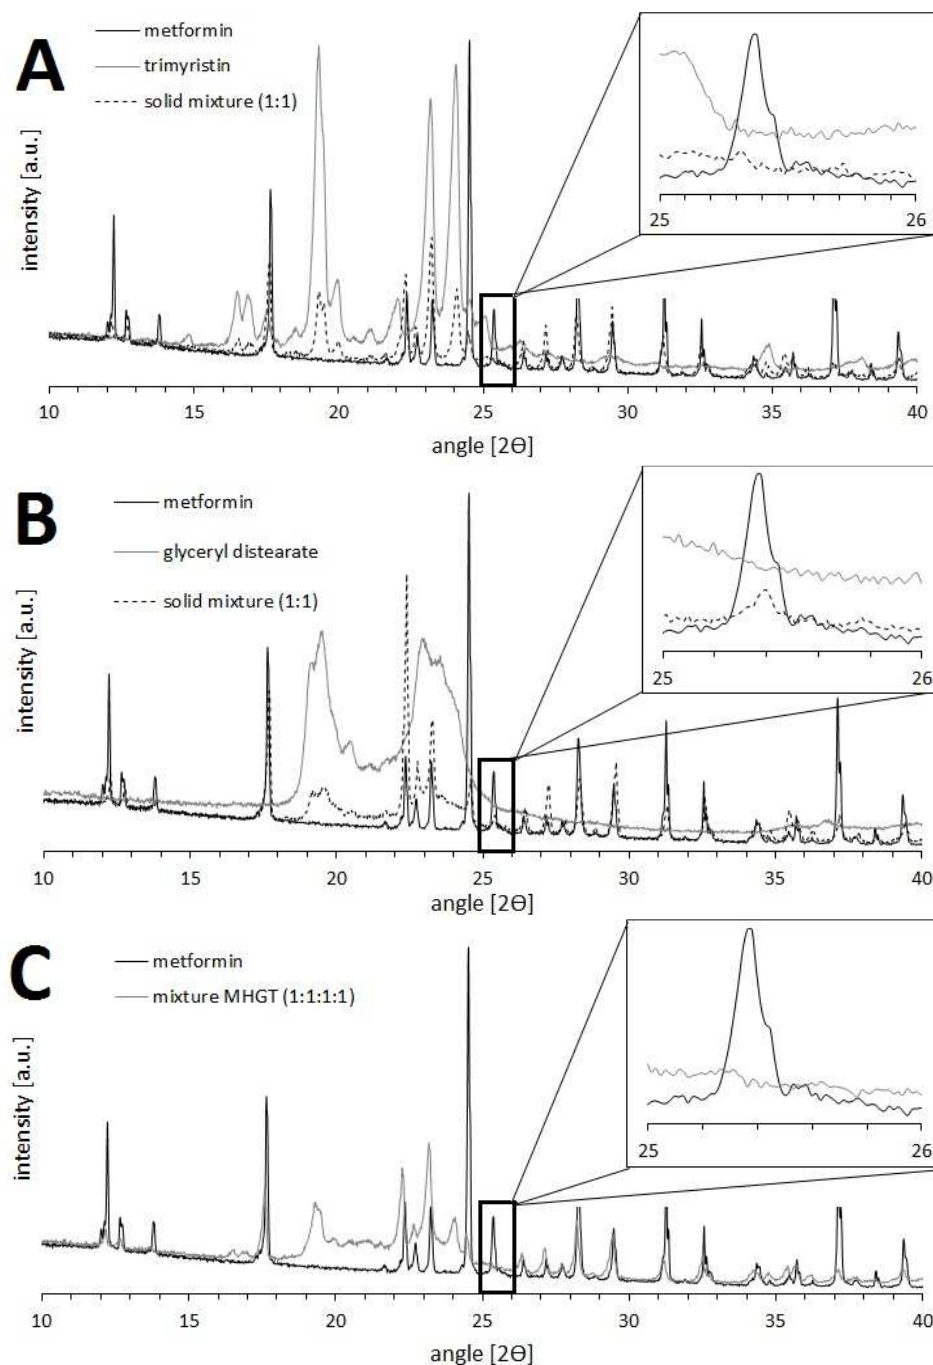 A
metformin
trimyristin
solid mixture (1:1)
intensity [a.u.]
25 26
10 15 20 25 30 35 40
angle [2Θ]
B
metformin
glyceryl distearate
solid mixture (1:1)
intensity [a.u.]
25 26
10 15 20 25 30 35 40
angle [2Θ]
C
metformin
mixture MHGT (1:1:1:1)
intensity [a.u.]
25 26
10 15 20 25 30 35 40
angle [2Θ]